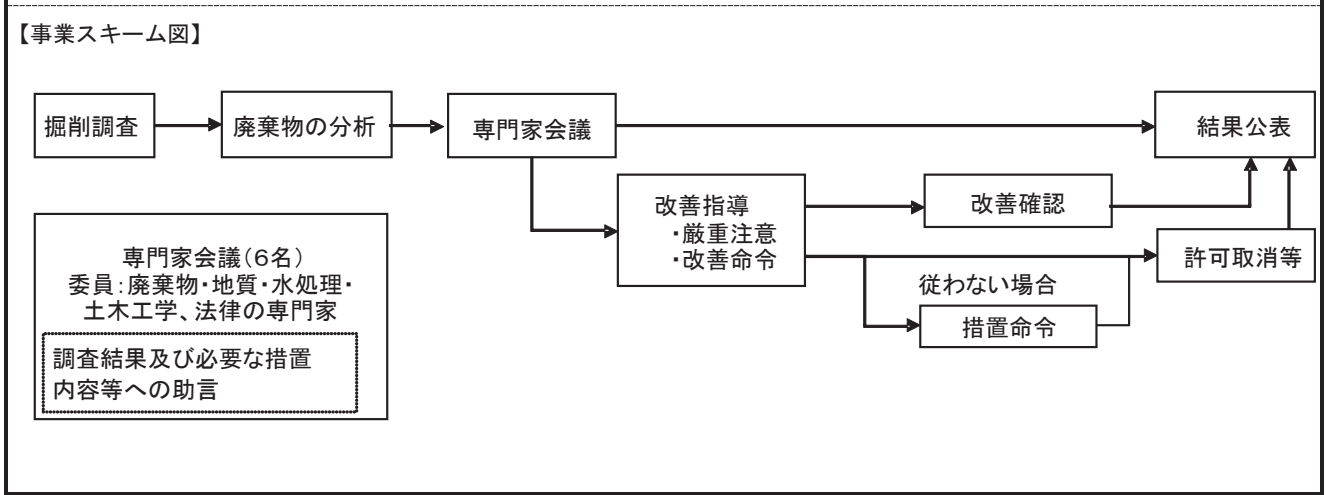 【事業スキーム図】
掘削調査
廃棄物の分析
専門家会議
結果公表
改善指導
・厳重注意
・改善命令
改善確認
許可取消等
従わない場合
措置命令
専門家会議(6名)
委員:廃棄物・地質・水処理・
土木工学、法律の専門家
調査結果及び必要な措置
内容等への助言